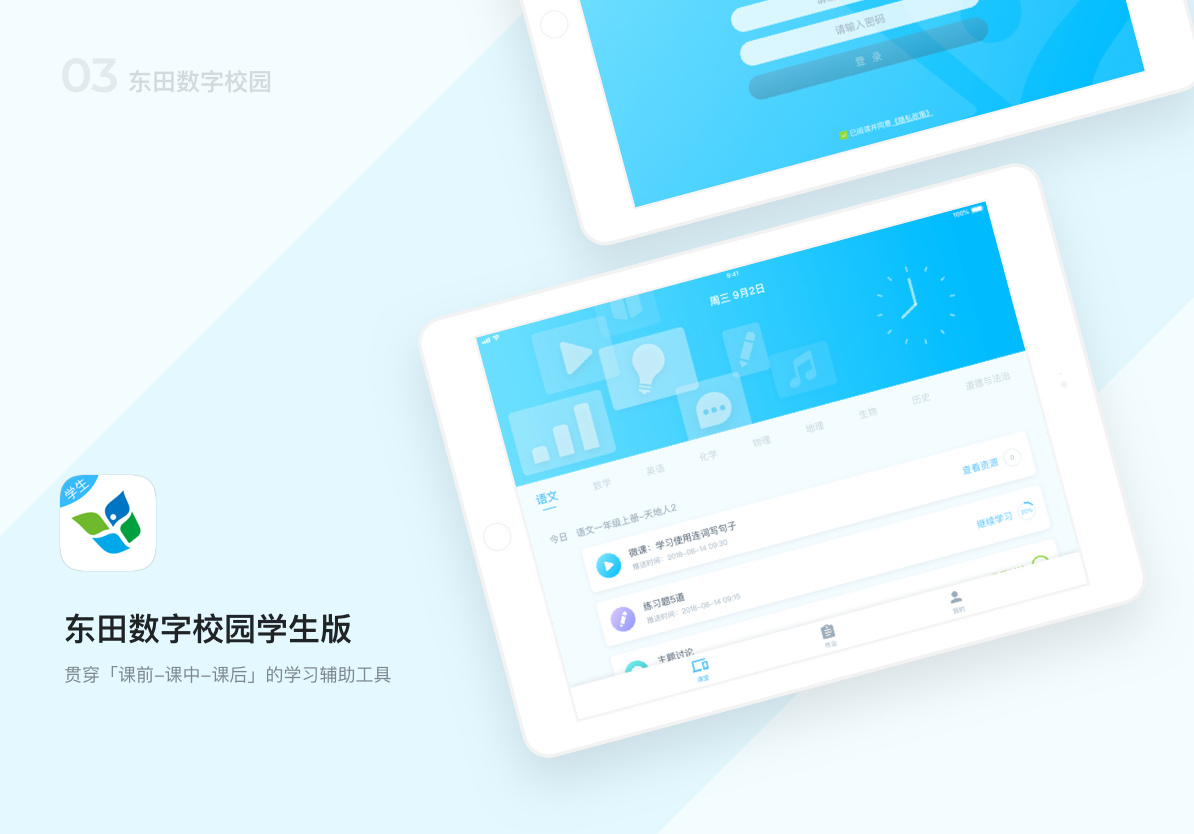 03 东田数字校园
请输入密码
登 录
已阅读并同意《隐私政策》
9:41
100%
周三 9月2日
语文
数学
英语
化学
物理
地理
生物
历史
道德与法治
今日 语文一年级上册-天地人2
微课：学习使用连词写句子
推送时间：2018-08-14 09:30
查看资源
0
练习题5道
推送时间：2018-08-14 09:15
继续学习
20%
主题讨论
课堂
作业
我的
学生
东田数字校园学生版
贯穿「课前-课中-课后」的学习辅助工具